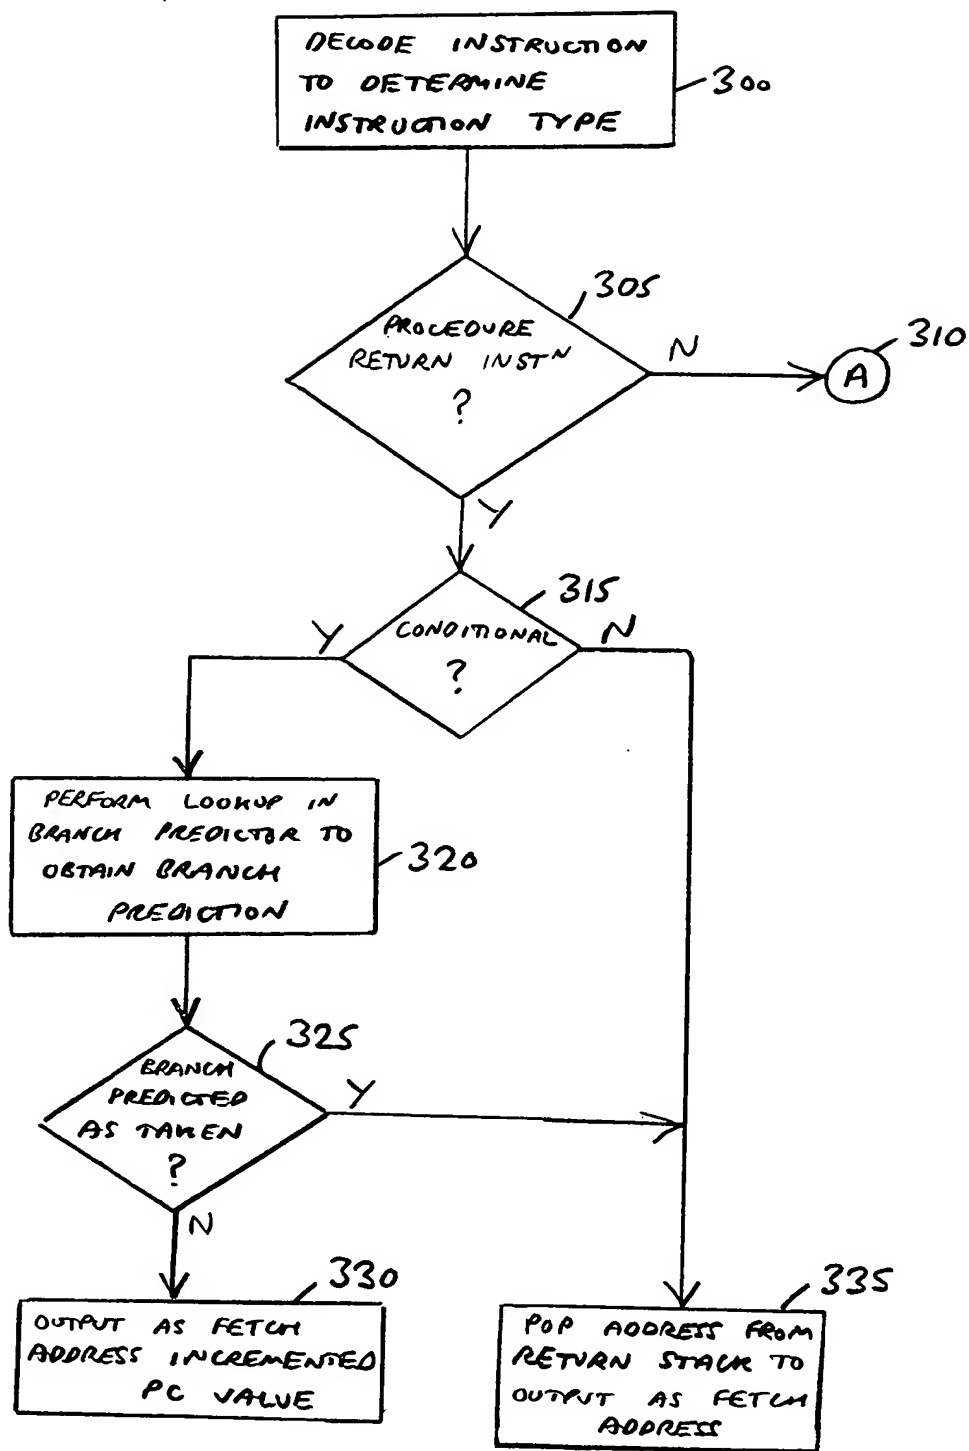 DECODE INSTRUCTION
TO DETERMINE
INSTRUCTION TYPE
300
305
PROCEDURE
RETURN INSTᴺ
?
N
310
A
Y
315
CONDITIONAL
?
Y
N
PERFORM LOOKUP IN
BRANCH PREDICTOR TO
OBTAIN BRANCH
PREDICTION
320
325
BRANCH
PREDICTED
AS TAKEN
?
Y
N
330
OUTPUT AS FETCH
ADDRESS INCREMENTED
PC VALUE
335
POP ADDRESS FROM
RETURN STACK TO
OUTPUT AS FETCH
ADDRESS